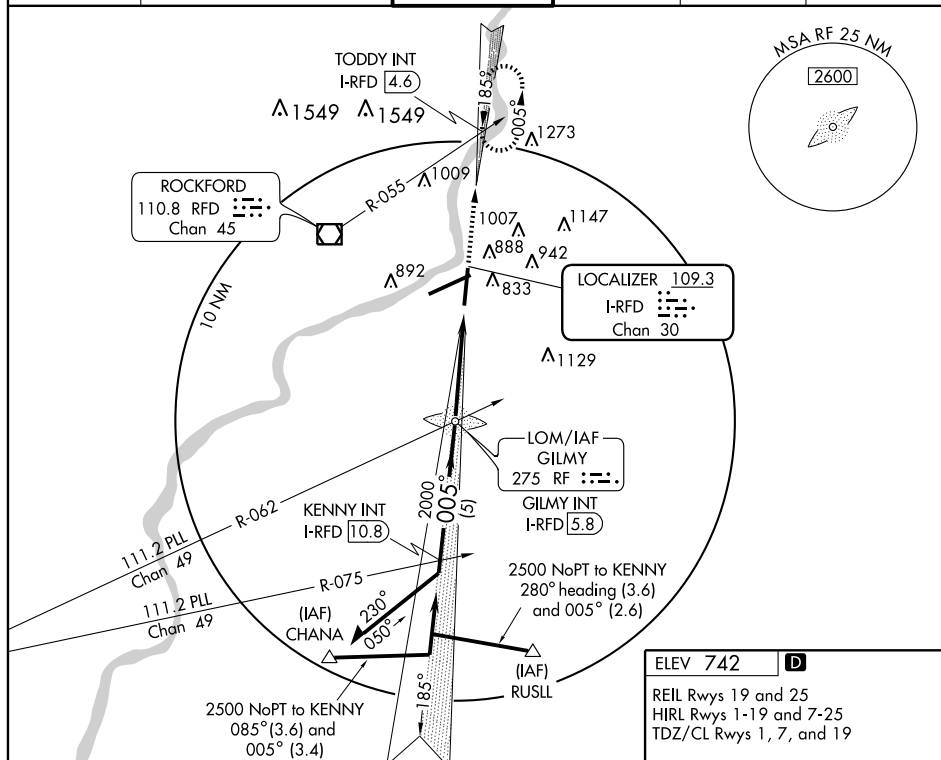 MSA RF 25 NM
2600
TODDY INT
I-RFD 4.6
185°
005°
1549
1549
1273
1009
ROCKFORD
110.8 RFD
Chan 45
R-055
1007
1147
888
942
892
833
LOCALIZER 109.3
I-RFD
Chan 30
10 NM
1129
LOM/IAF
GILMY
275 RF
GILMY INT
I-RFD 5.8
2000
005°
(5)
R-062
KENNY INT
I-RFD 10.8
111.2 PLL
Chan 49
R-075
111.2 PLL
Chan 49
2500 NoPT to KENNY
280° heading (3.6)
and 005° (2.6)
230°
050°
(IAF)
CHANA
(IAF)
RUSLL
185°
2500 NoPT to KENNY
085° (3.6) and
005° (3.4)
ELEV 742 D
REIL Rwys 19 and 25
HIRL Rwys 1-19 and 7-25
TDZ/CL Rwys 1, 7, and 19